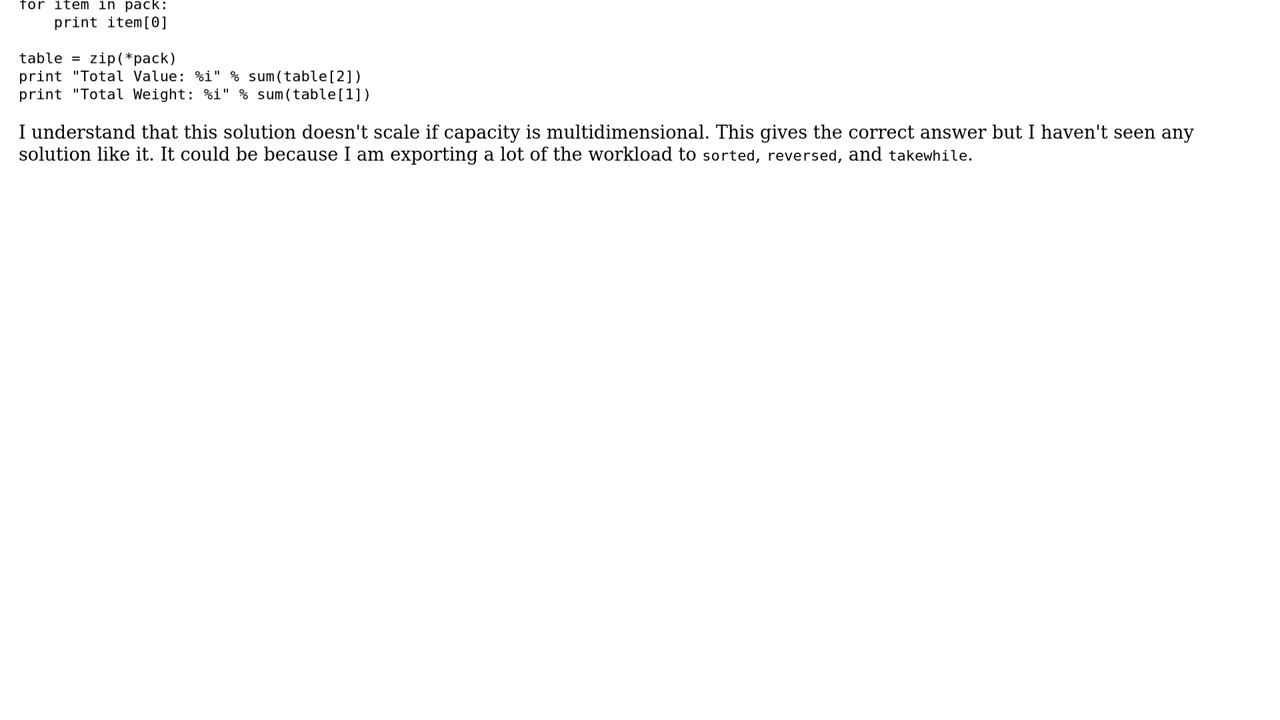 for item in pack:
    print item[0]
table = zip(*pack)
print "Total Value: %i" % sum(table[2])
print "Total Weight: %i" % sum(table[1])
I understand that this solution doesn't scale if capacity is multidimensional. This gives the correct answer but I haven't seen any
solution like it. It could be because I am exporting a lot of the workload to sorted, reversed, and takewhile.